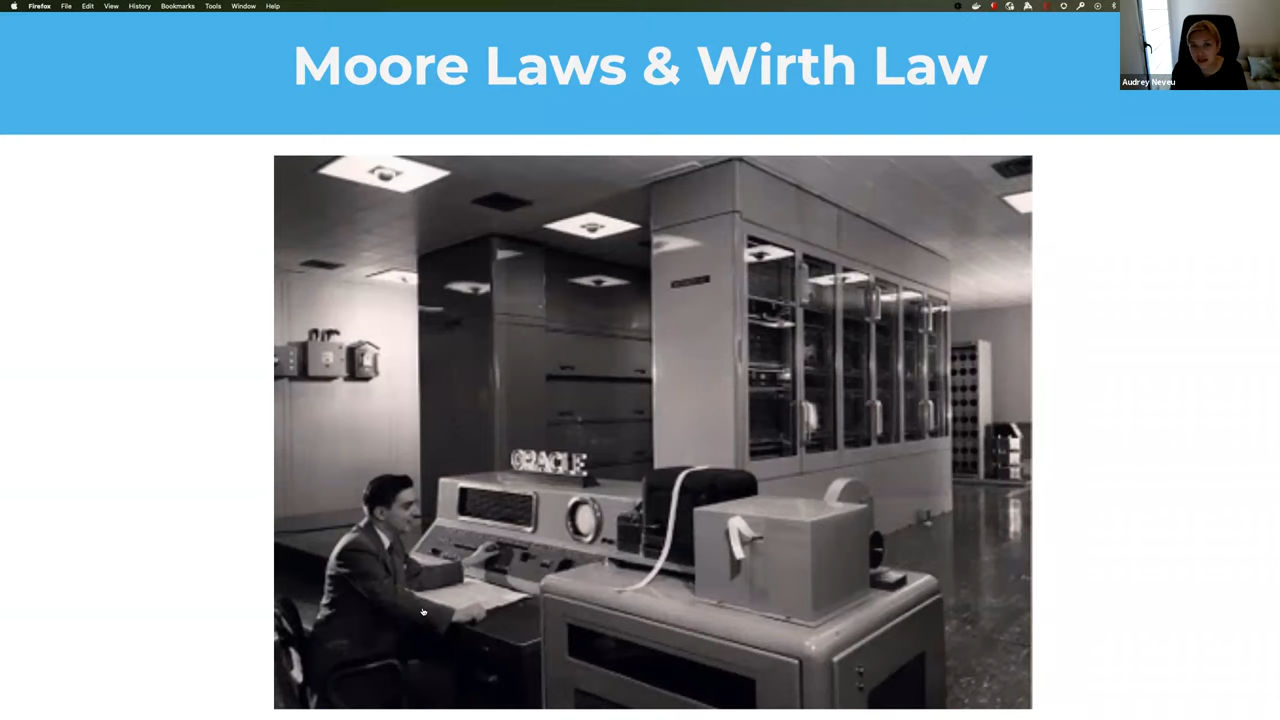 Firefox File Edit View History Bookmarks Tools Window Help
Moore Laws & Wirth Law
Audrey Neveu
ORACLE